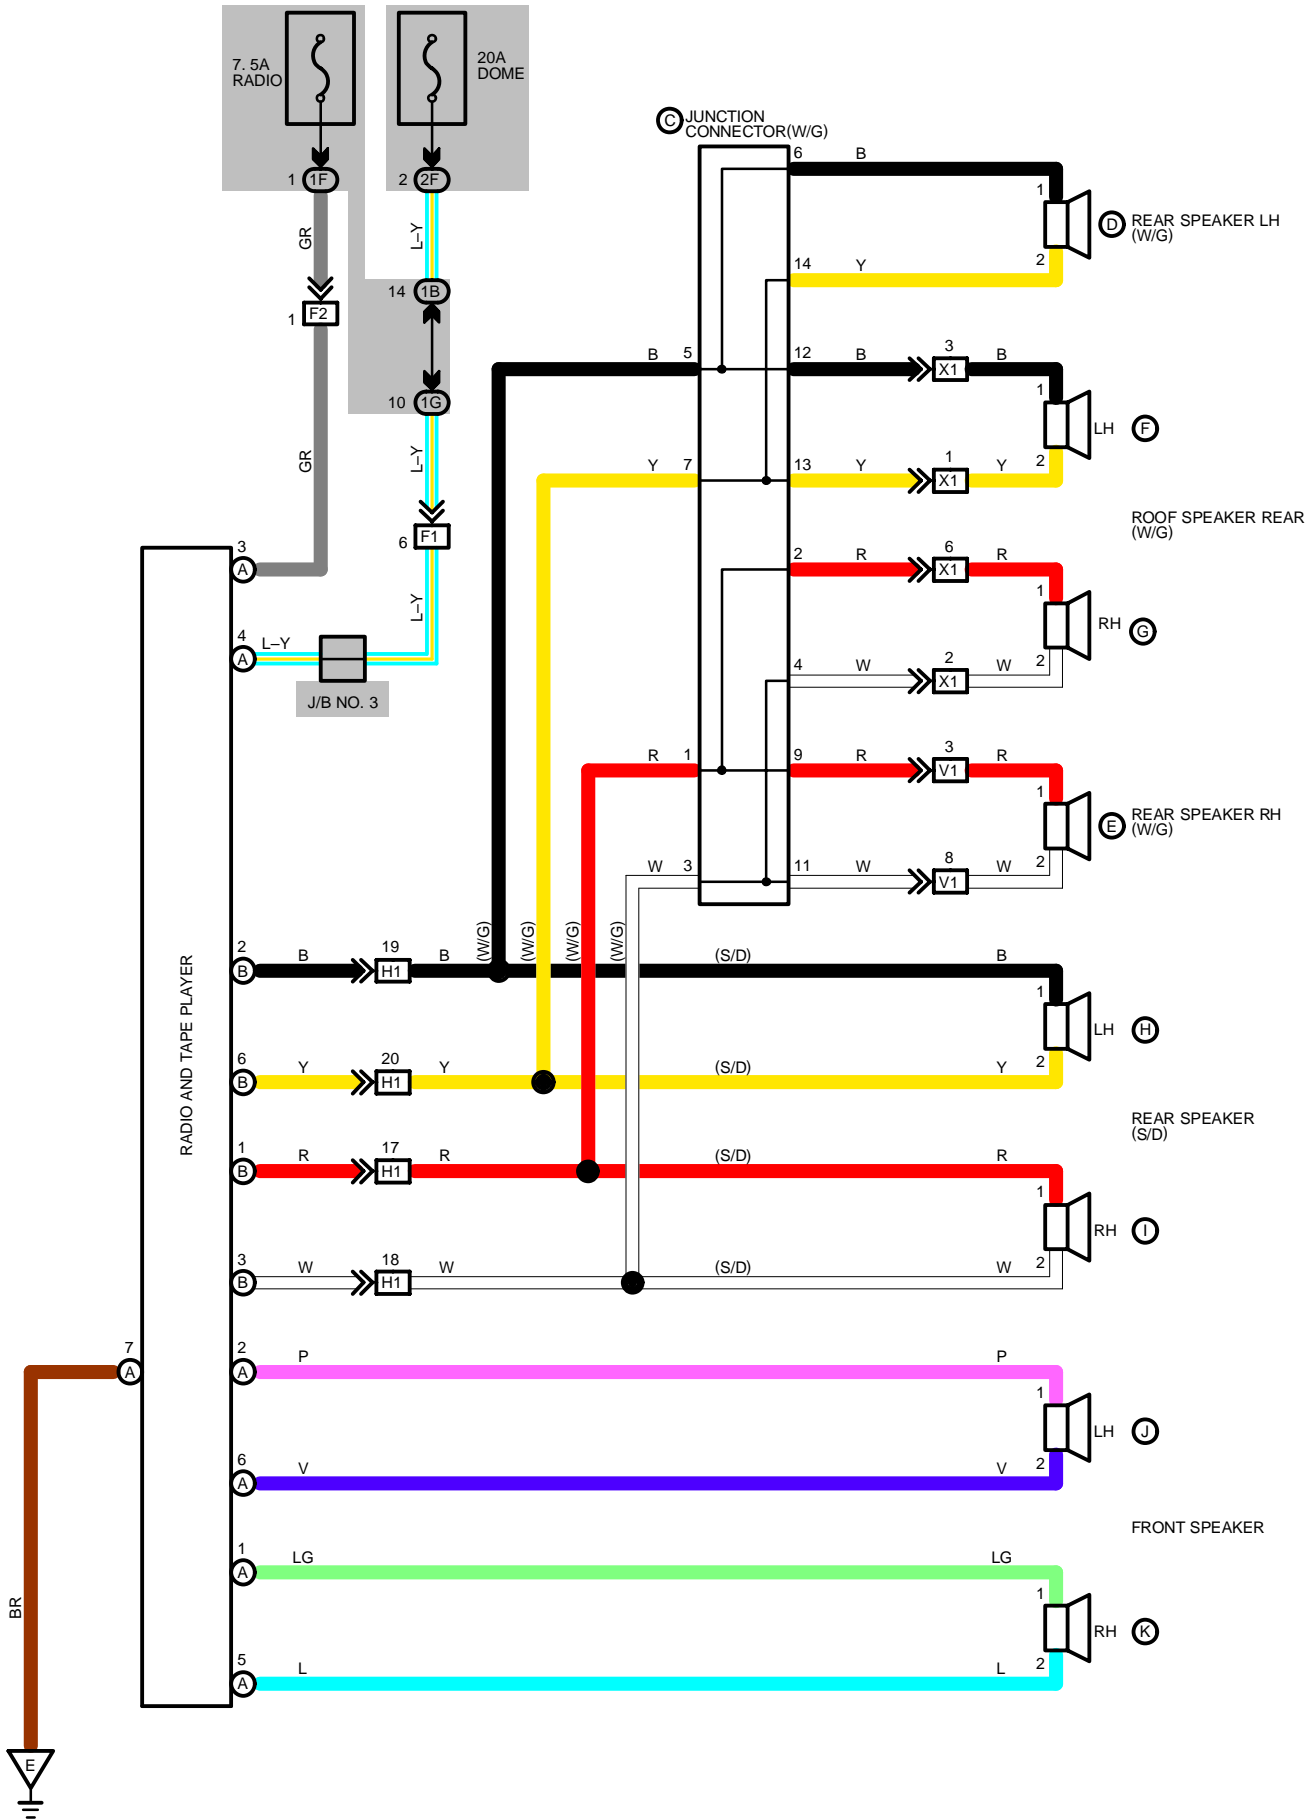 7. 5A
RADIO
20A
DOME
1 1F
2 2F
GR
L–Y
14 1B
1 F2
10 1G
GR
L–Y
6 F1
L–Y
3
A
4
A
L–Y
J/B NO. 3
C JUNCTION
CONNECTOR(W/G)
6 B
1
D REAR SPEAKER LH
(W/G)
2
14 Y
B 5 12 B 3 X1 B
1
LH F
2
Y 7 13 Y 1 X1 Y
ROOF SPEAKER REAR
(W/G)
2 R 6 X1 R
1
RH G
2
4 W 2 X1 W
R 1 9 R 3 V1 R
1
E REAR SPEAKER RH
(W/G)
2
W 3 11 W 8 V1 W
(W/G) (W/G) (W/G) (W/G)
RADIO AND TAPE PLAYER
2 B B 19 H1 B (S/D) B
1
LH H
2
6 B Y 20 H1 Y (S/D) Y
REAR SPEAKER
(S/D)
1 B R 17 H1 R (S/D) R
1
RH I
2
3 B W 18 H1 W (S/D) W
7
A
2 A P P
1
LH J
2
6 A V V
FRONT SPEAKER
1 A LG LG
1
RH K
2
5 A L L
BR
E